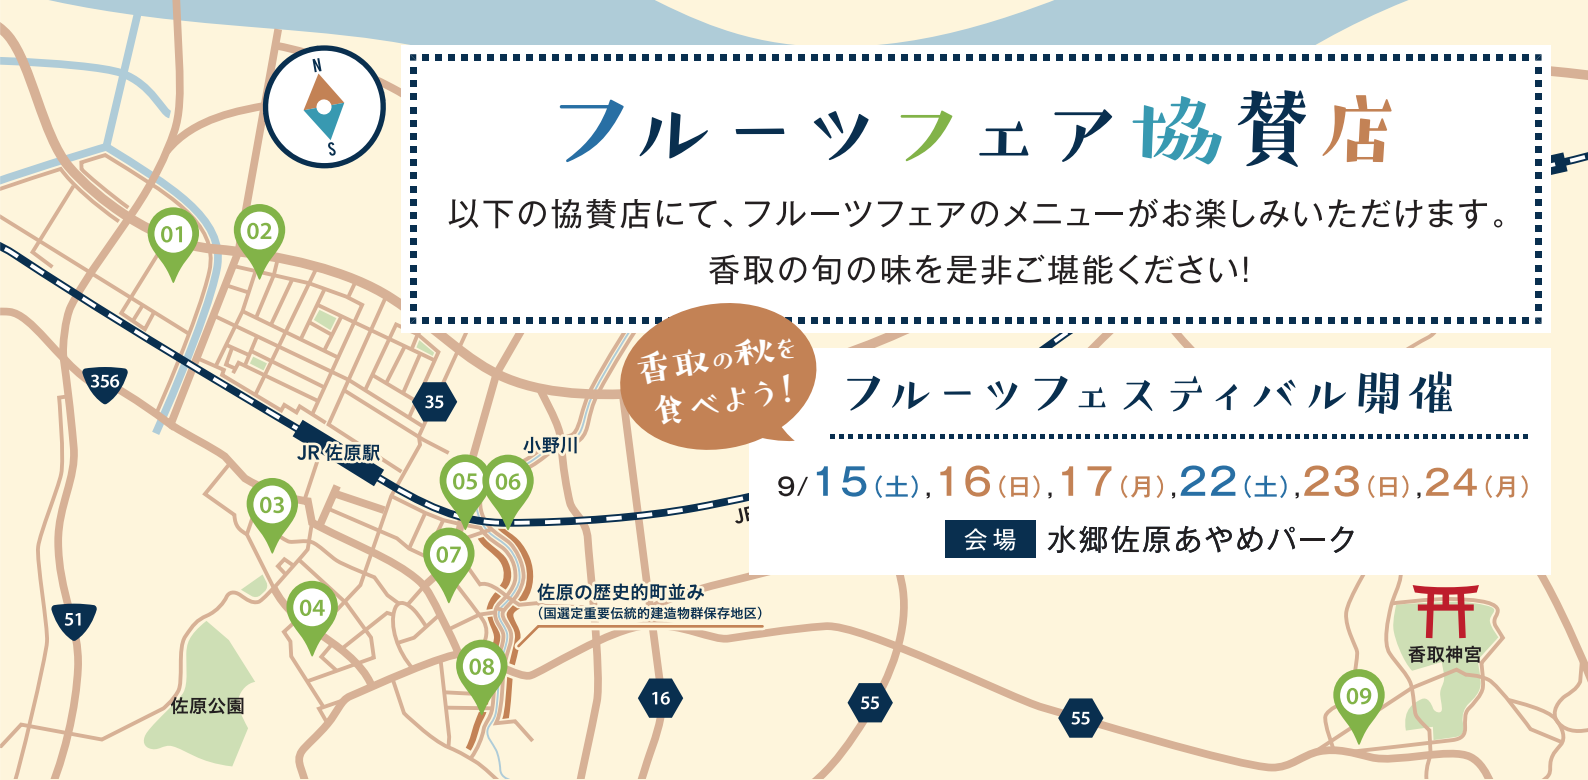 N
S
フルーツフェア協賛店
以下の協賛店にて、フルーツフェアのメニューがお楽しみいただけます。
香取の旬の味を是非ご堪能ください!
香取の秋を
食べよう!
フルーツフェスティバル開催
9/15(土),16(日),17(月),22(土),23(日),24(月)
会場 水郷佐原あやめパーク
01
02
356
35
JR 佐原駅
小野川
05
06
03
JR
07
佐原の歴史的町並み
(国選定重要伝統的建造物群保存地区)
04
51
08
佐原公園
16
55
55
香取神宮
09